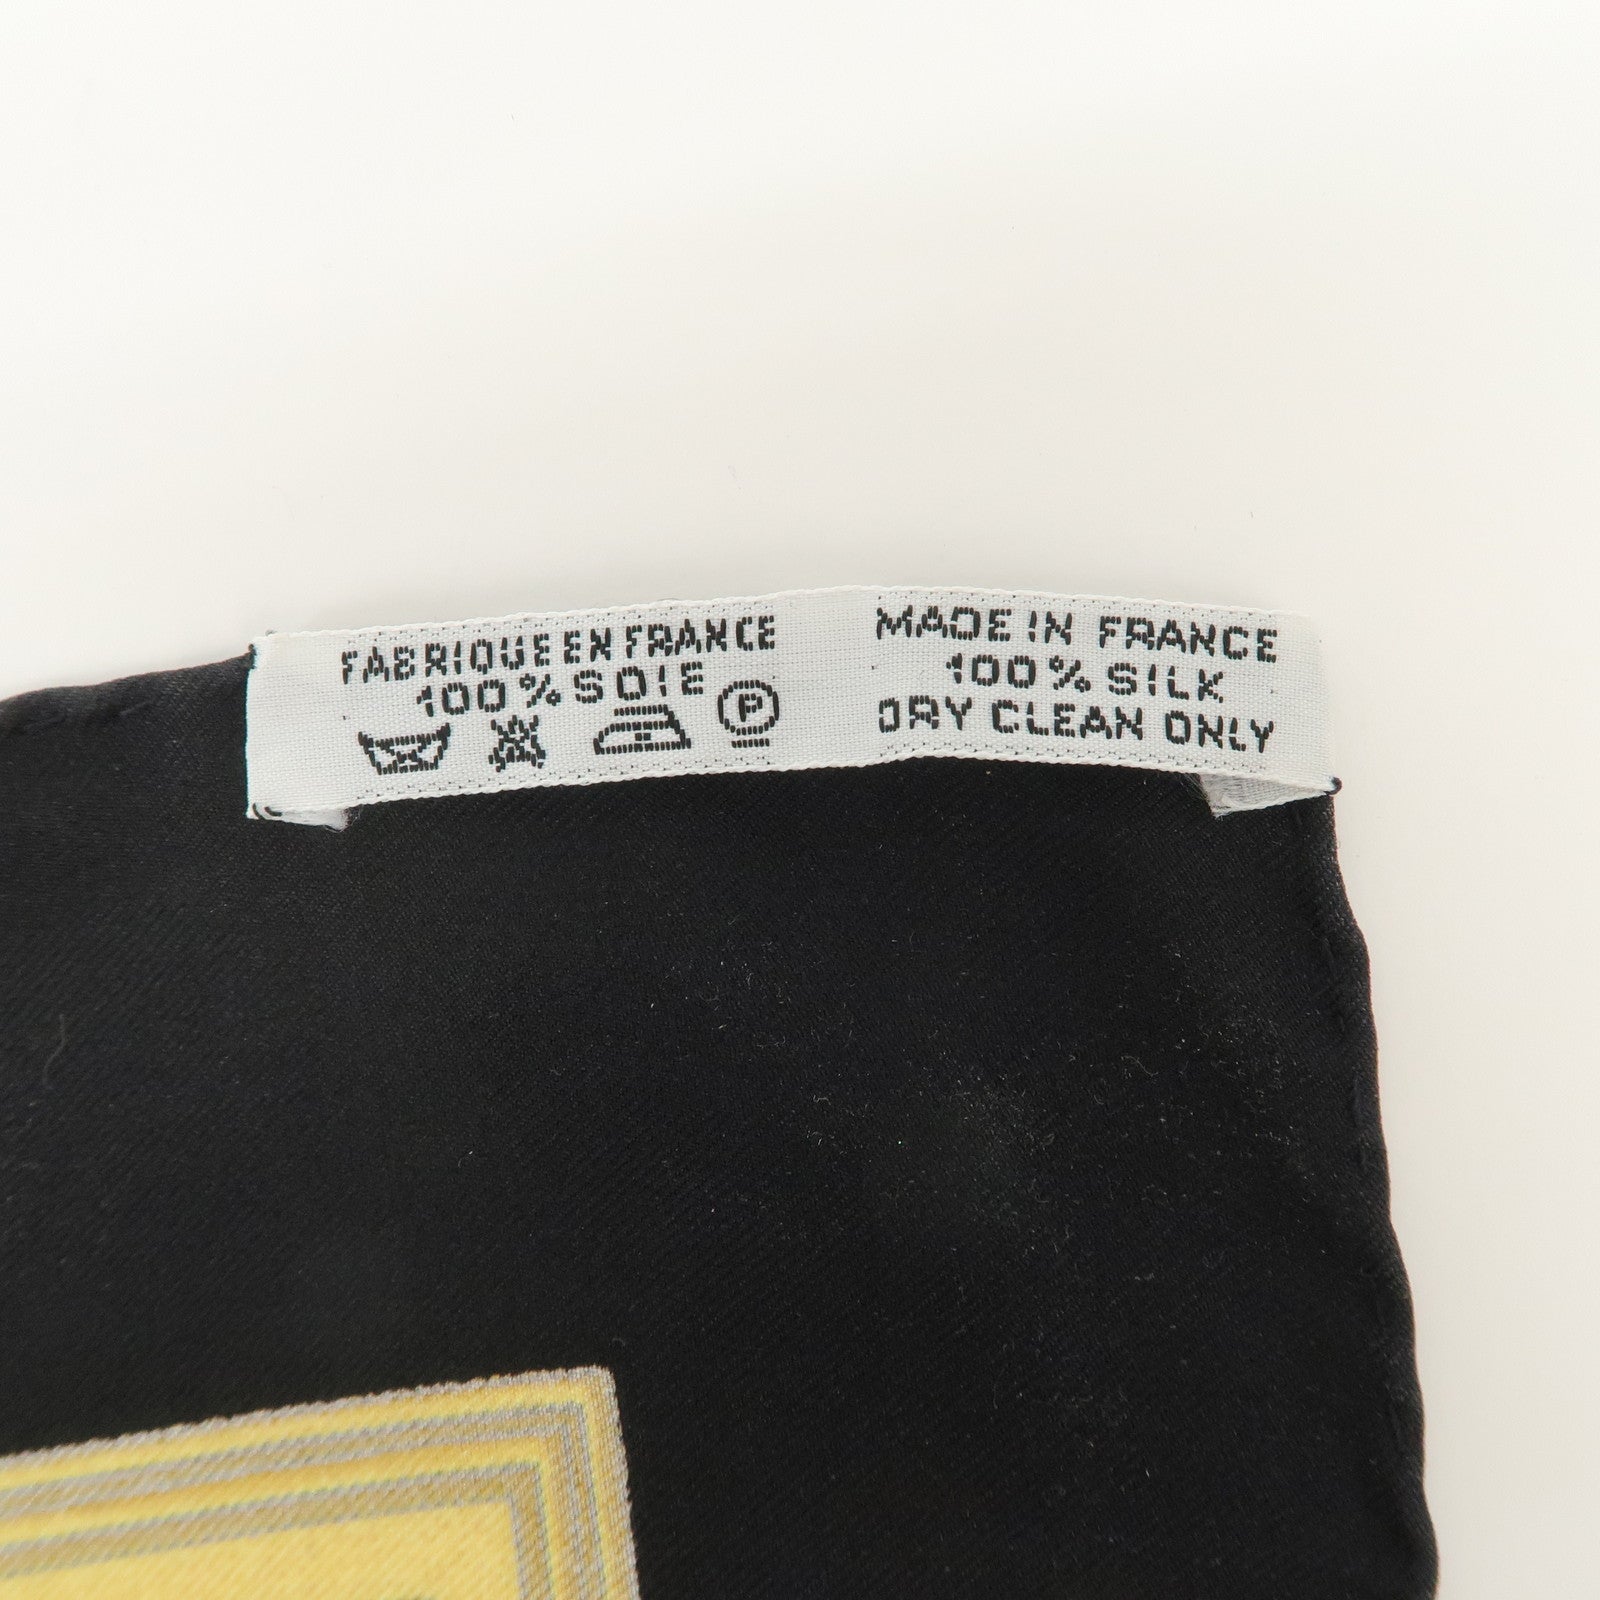 FABRIQUE EN FRANCE
100% SOIE
P
MADE IN FRANCE
100% SILK
DRY CLEAN ONLY